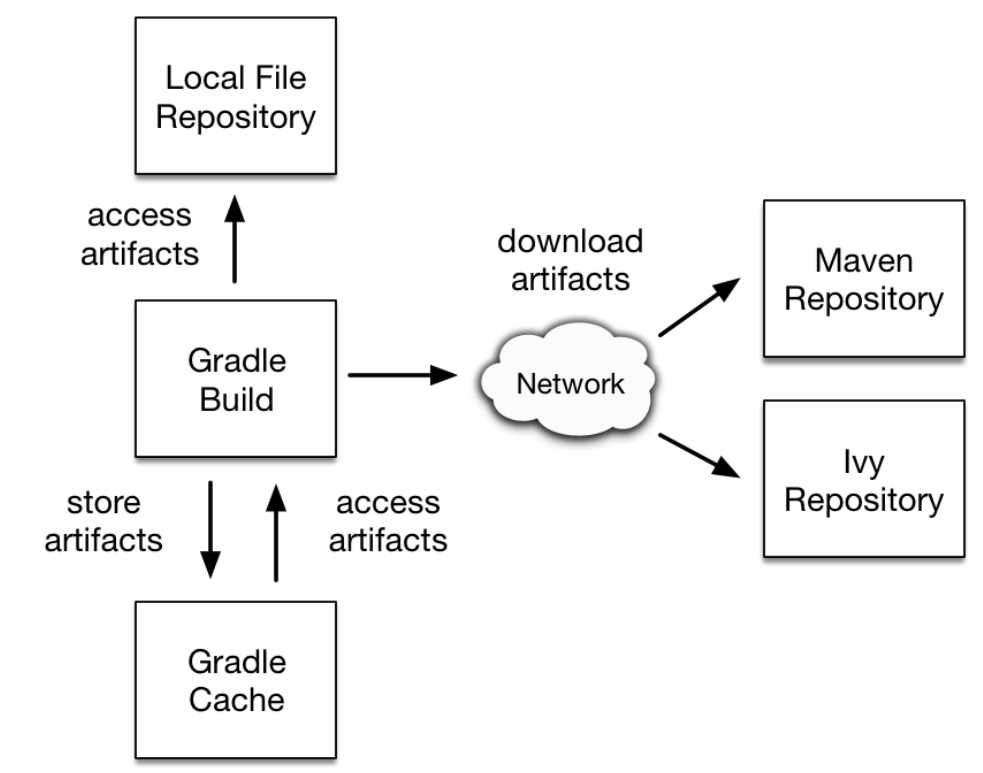 Local File
Repository
access
artifacts
download
artifacts
Maven
Repository
Gradle
Build
Network
Ivy
Repository
store
artifacts
access
artifacts
Gradle
Cache